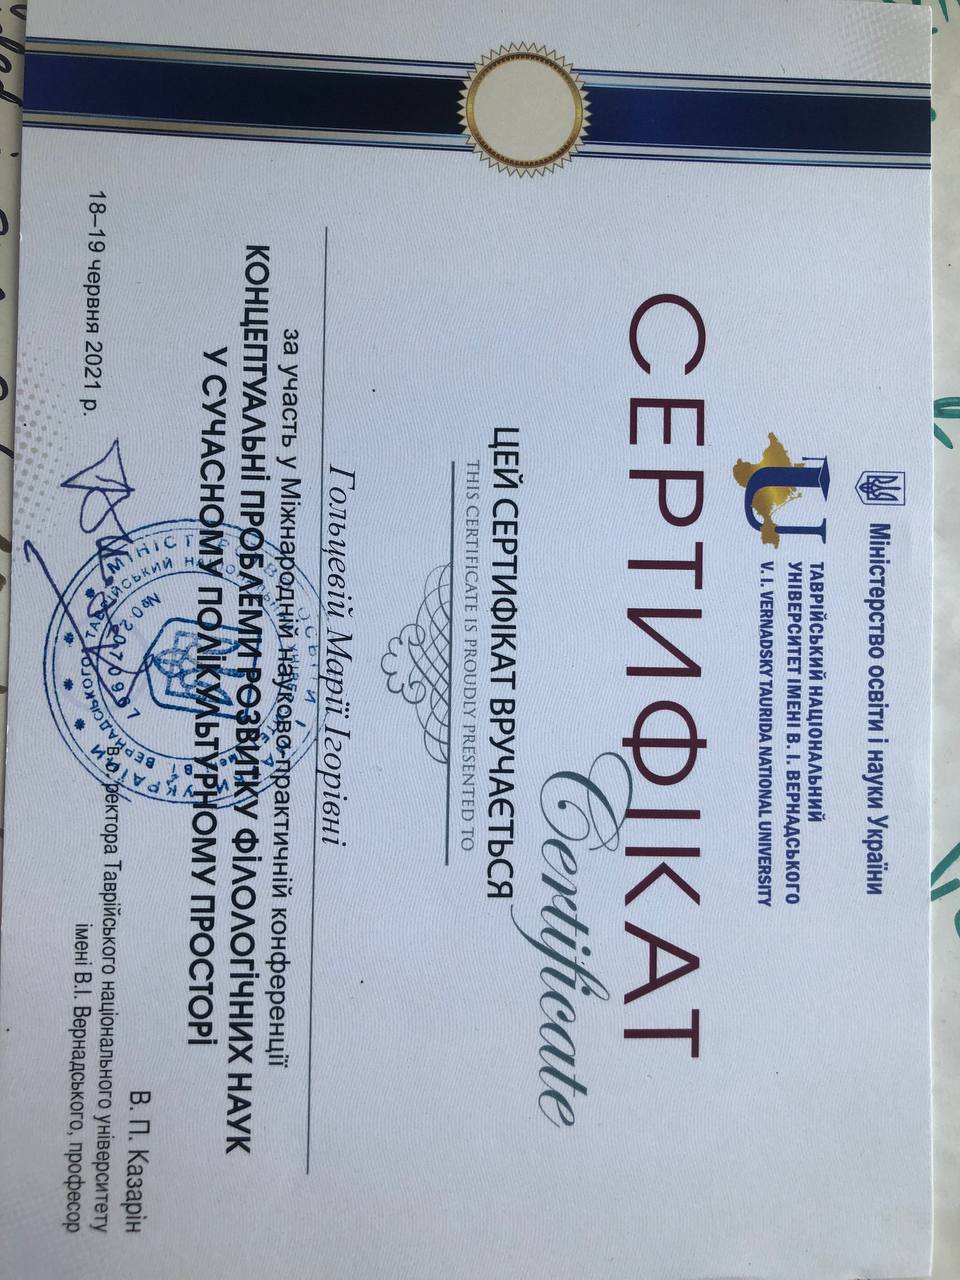 Міністерство освіти і науки України
ТАВРІЙСЬКИЙ НАЦІОНАЛЬНИЙ
УНІВЕРСИТЕТ ІМЕНІ В. І. ВЕРНАДСЬКОГО
V. I. VERNADSKY TAURIDA NATIONAL UNIVERSITY
СЕРТИФІКАТ
Certificate
ЦЕЙ СЕРТИФІКАТ ВРУЧАЄТЬСЯ
THIS CERTIFICATE IS PROUDLY PRESENTED TO
Гольцевій Марії Ігорівні
за участь у Міжнародній науково-практичній конференції
КОНЦЕПТУАЛЬНІ ПРОБЛЕМИ РОЗВИТКУ ФІЛОЛОГІЧНИХ НАУК
У СУЧАСНОМУ ПОЛІКУЛЬТУРНОМУ ПРОСТОРІ
В. П. Казарін
18–19 червня 2021 р.
в.о. ректора Таврійського національного університету
імені В.І. Вернадського, професор